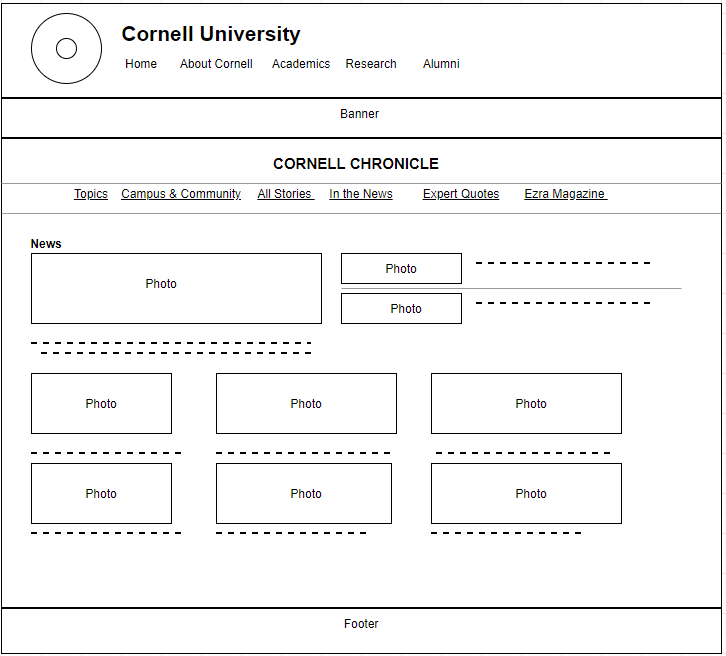 Cornell University
Home About Cornell Academics Research Alumni
Banner
CORNELL CHRONICLE
Topics Campus & Community All Stories In the News Expert Quotes Ezra Magazine
News
Photo
Photo
Photo
Photo Photo Photo
Photo Photo Photo
Footer